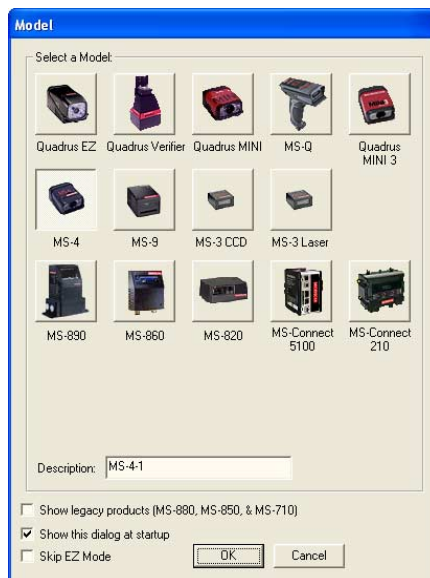 Model
Select a Model:
Quadrus EZ Quadrus Verifier Quadrus MINI MS-Q Quadrus MINI 3
MS-4 MS-9 MS-3 CCD MS-3 Laser
MS-890 MS-860 MS-820 MS-Connect 5100 MS-Connect 210
Description: MS-4-1
Show legacy products (MS-880, MS-850, & MS-710)
Show this dialog at startup
Skip EZ Mode OK Cancel